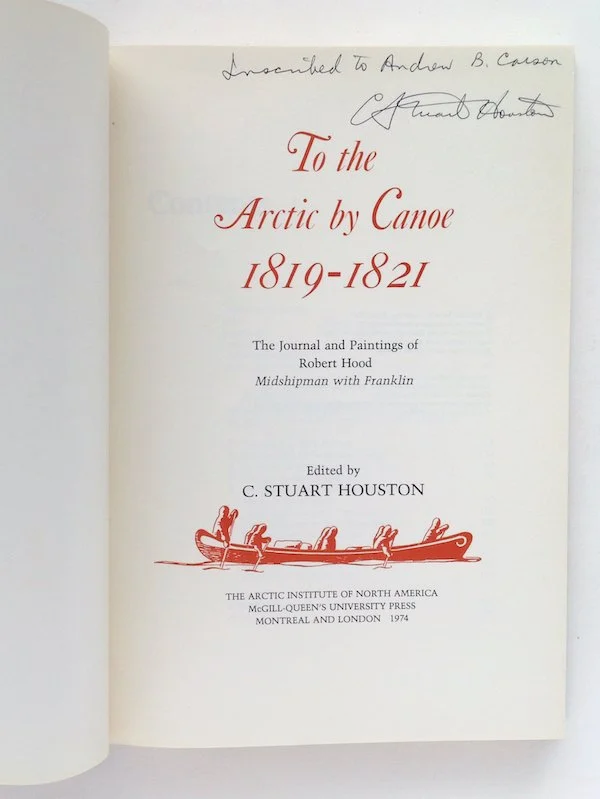 Inscribed to Andrew B. Carson
C Stuart Houston
To the
Arctic by Canoe
1819-1821
The Journal and Paintings of
Robert Hood
Midshipman with Franklin
Edited by
C. STUART HOUSTON
THE ARCTIC INSTITUTE OF NORTH AMERICA
McGILL-QUEEN'S UNIVERSITY PRESS
MONTREAL AND LONDON 1974